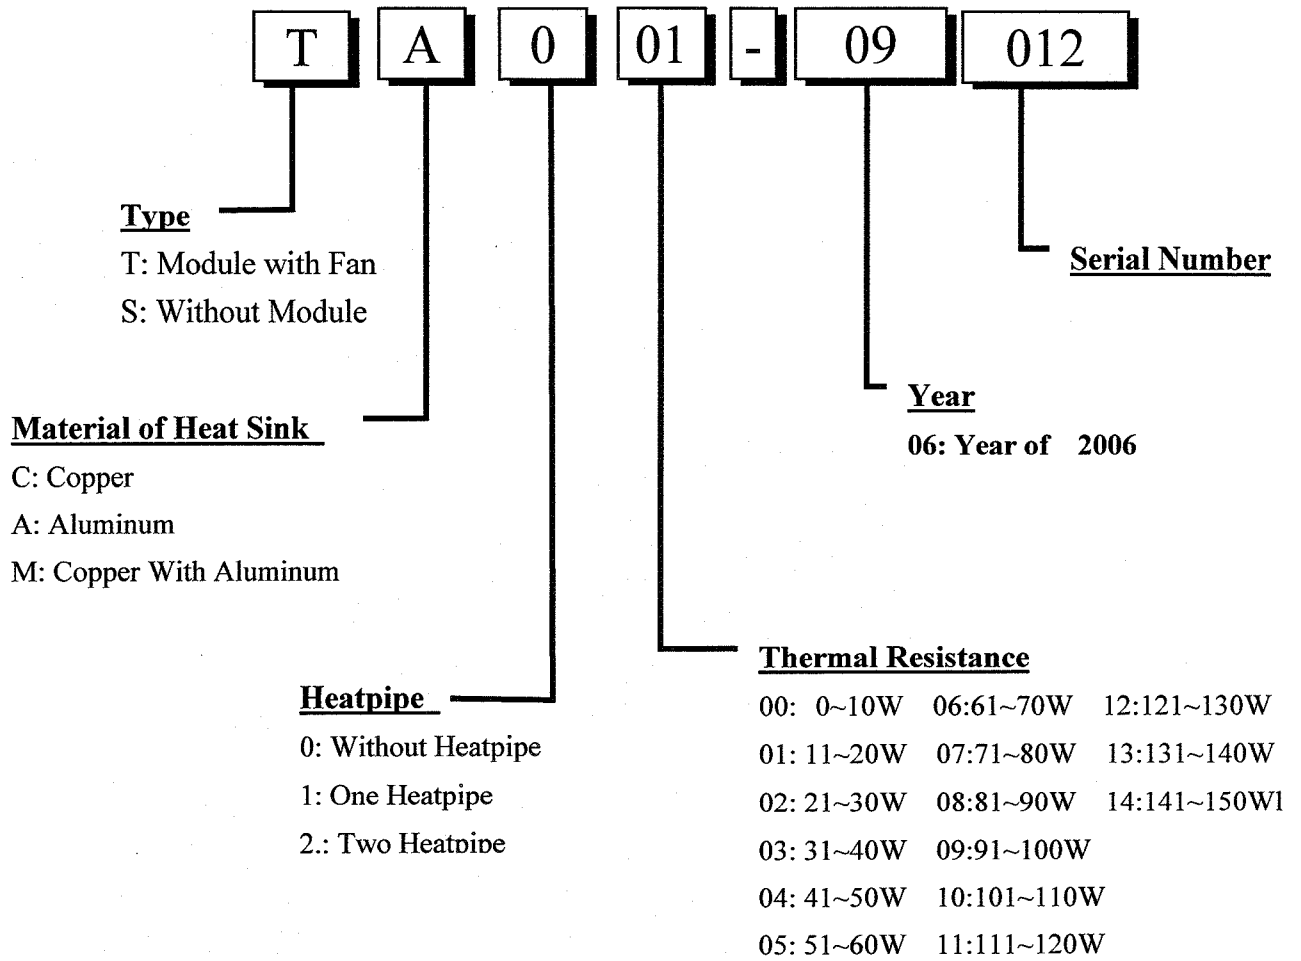 T A 0 01 - 09 012
Type
T: Module with Fan
S: Without Module
Serial Number
Material of Heat Sink
C: Copper
A: Aluminum
M: Copper With Aluminum
Year
06: Year of 2006
Heatpipe
0: Without Heatpipe
1: One Heatpipe
2.: Two Heatpipe
Thermal Resistance
00: 0~10W 06:61~70W 12:121~130W
01: 11~20W 07:71~80W 13:131~140W
02: 21~30W 08:81~90W 14:141~150Wl
03: 31~40W 09:91~100W
04: 41~50W 10:101~110W
05: 51~60W 11:111~120W